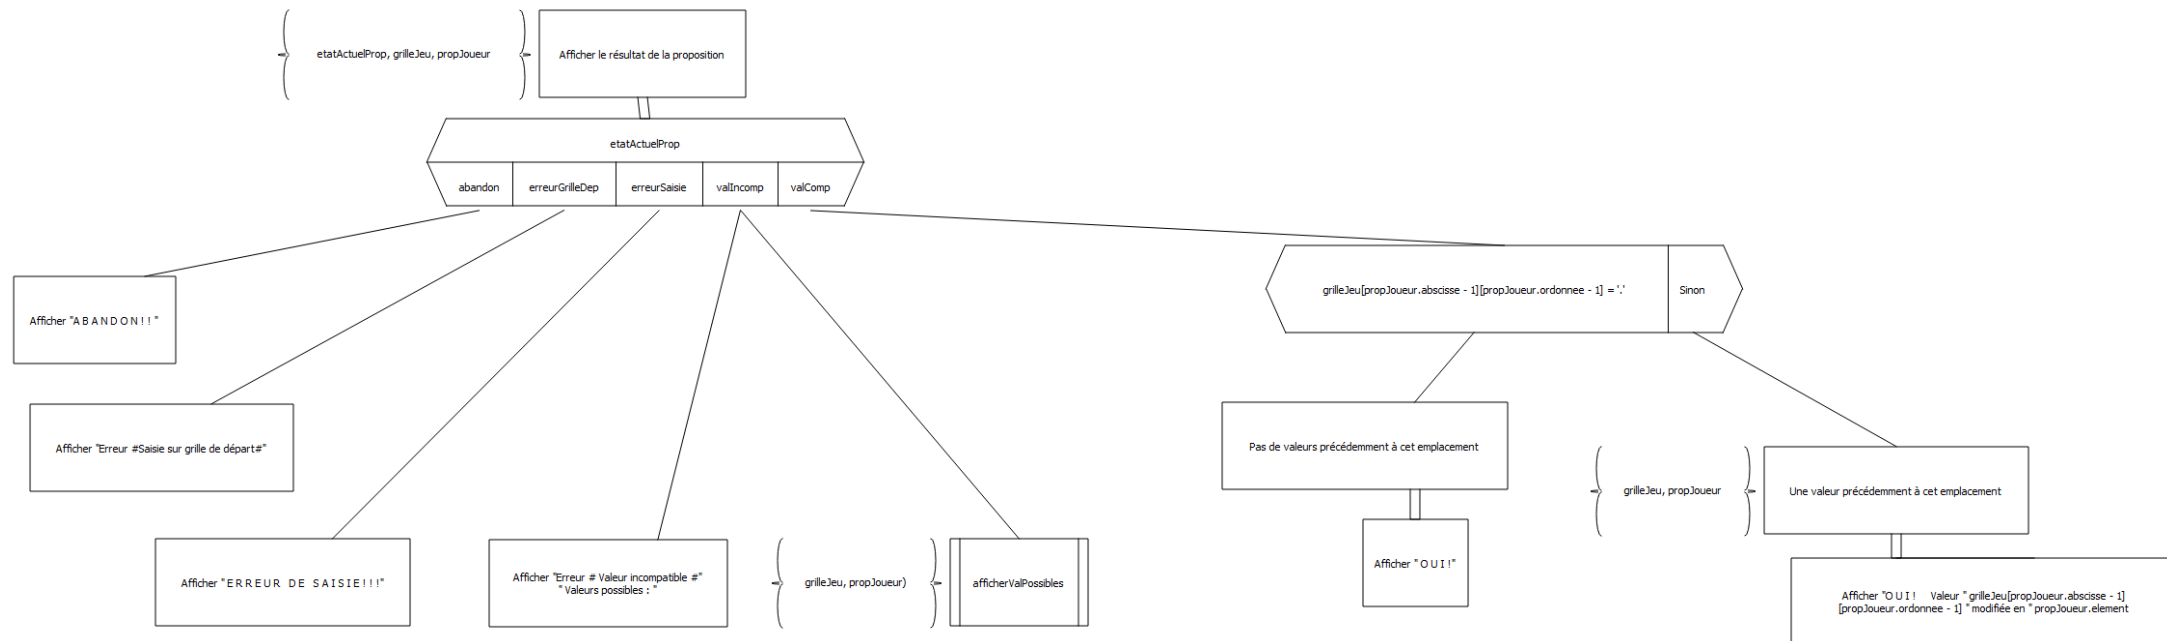 etatActuelProp, grilleJeu, propJoueur
Afficher le résultat de la proposition
etatActuelProp
abandon
erreurGrilleDep
erreurSaisie
valIncomp
valComp
grilleJeu[propJoueur.abscisse - 1][propJoueur.ordonnee - 1] = '.'
Sinon
Afficher "A B A N D O N ! ! "
Afficher "Erreur #Saisie sur grille de départ#"
Pas de valeurs précédemment à cet emplacement
grilleJeu, propJoueur
Une valeur précédemment à cet emplacement
Afficher "E R R E U R   D E   S A I S I E ! ! !"
Afficher "Erreur # Valeur incompatible #"
" Valeurs possibles : "
grilleJeu, propJoueur)
afficherValPossibles
Afficher " O U I !"
Afficher "O U I !    Valeur " grilleJeu[propJoueur.abscisse - 1]
[propJoueur.ordonnee - 1] " modifiée en " propJoueur.element